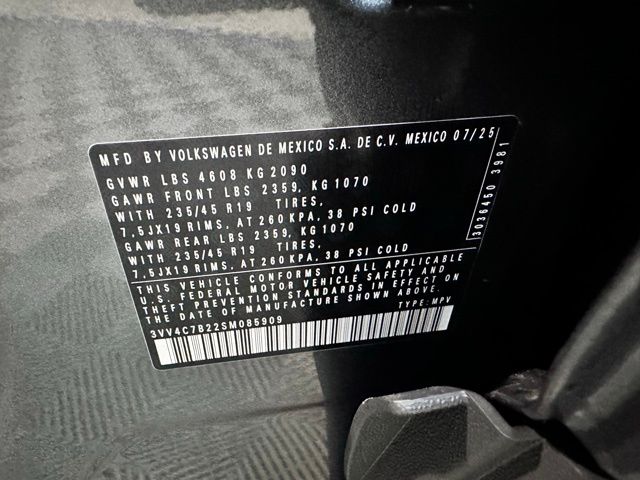 MFD BY VOLKSWAGEN DE MEXICO S.A. DE C.V. MEXICO 07/25
GVWR LBS 4608 KG 2090
GAWR FRONT LBS 2359, KG 1070
WITH 235/45 R19 TIRES,
7.5JX19 RIMS, AT 260 KPA, 38 PSI COLD
GAWR REAR LBS 2359, KG 1070
WITH 235/45 R19 TIRES,
7.5JX19 RIMS, AT 260 KPA, 38 PSI COLD
THIS VEHICLE CONFORMS TO ALL APPLICABLE
U.S. FEDERAL MOTOR VEHICLE SAFETY AND
THEFT PREVENTION STANDARDS IN EFFECT ON
THE DATE OF MANUFACTURE SHOWN ABOVE.
3VV4C7B22SM085909 TYPE: MPV
3036450 3981